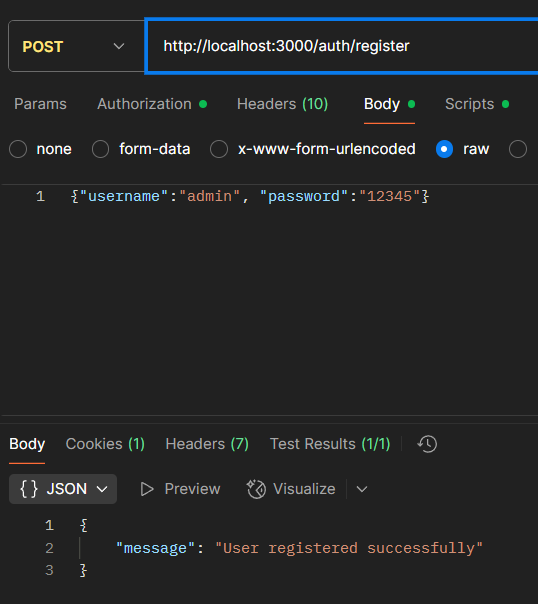 POST http://localhost:3000/auth/register
Params Authorization Headers (10) Body Scripts
none form-data x-www-form-urlencoded raw
1 {"username":"admin", "password":"12345"}
Body Cookies (1) Headers (7) Test Results (1/1)
{} JSON Preview Visualize
1 {
2 "message": "User registered successfully"
3 }